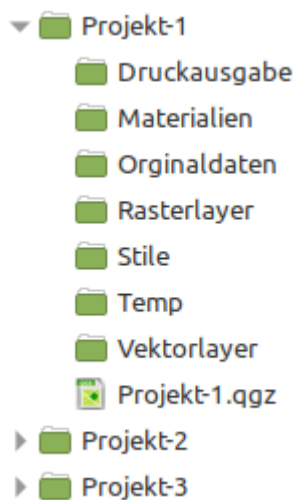 Projekt-1
Druckausgabe
Materialien
Orginaldaten
Rasterlayer
Stile
Temp
Vektorlayer
Projekt-1.qgz
Projekt-2
Projekt-3